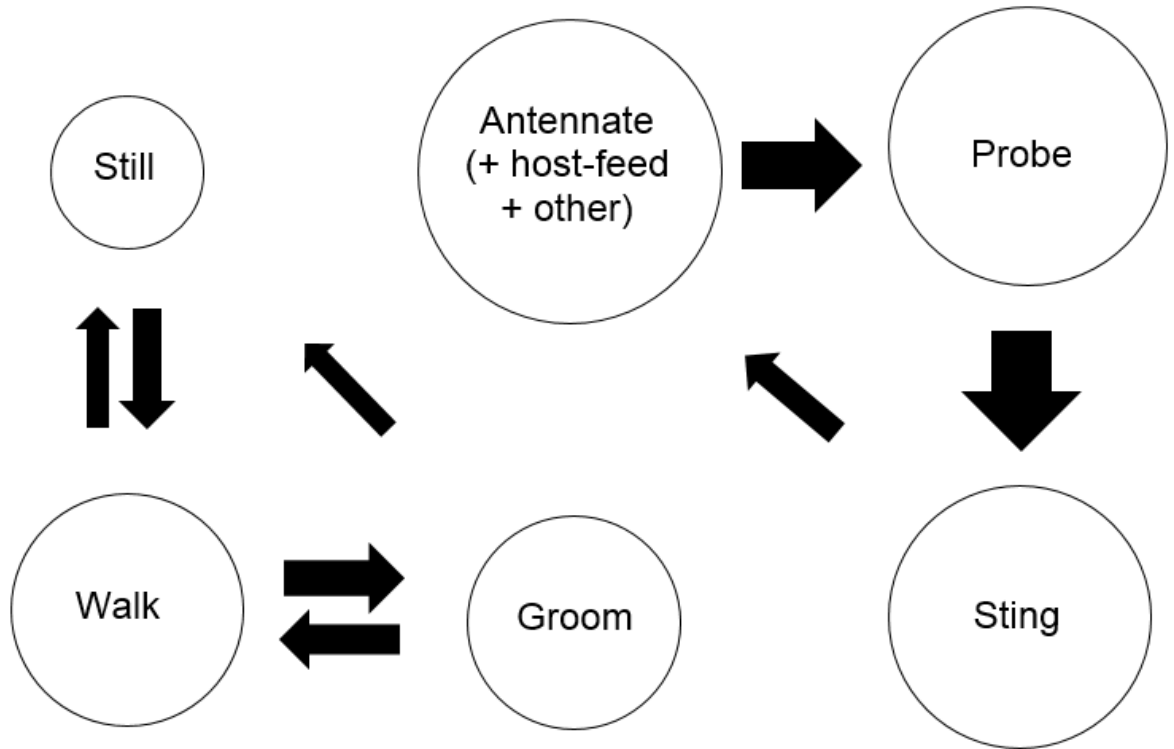 Still
Antennate
(+ host-feed
+ other)
Probe
Walk
Groom
Sting